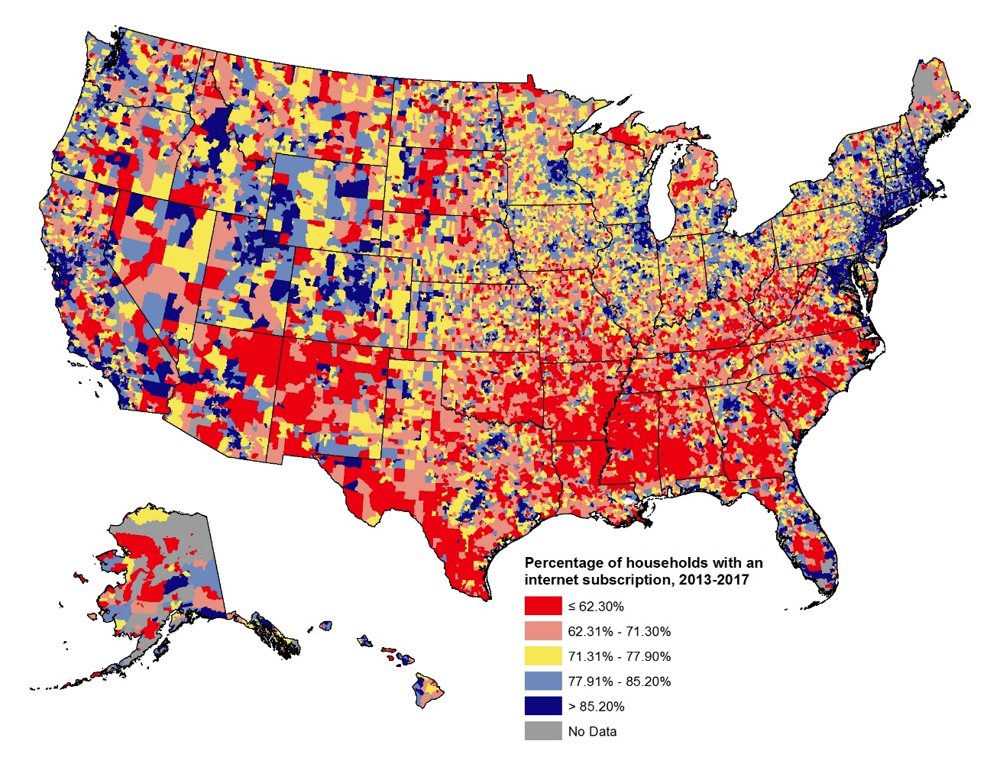 Percentage of households with an
internet subscription, 2013-2017
≤ 62.30%
62.31% - 71.30%
71.31% - 77.90%
77.91% - 85.20%
> 85.20%
No Data